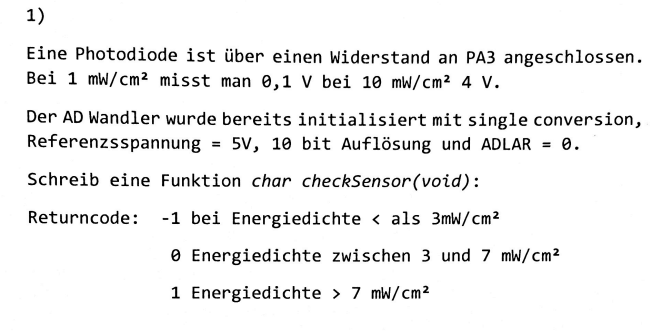 1)
Eine Photodiode ist über einen Widerstand an PA3 angeschlossen.
Bei 1 mW/cm² misst man 0,1 V bei 10 mW/cm² 4 V.
Der AD Wandler wurde bereits initialisiert mit single conversion,
Referenzsspannung = 5V, 10 bit Auflösung und ADLAR = 0.
Schreib eine Funktion char checkSensor(void):
Returncode: -1 bei Energiedichte < als 3mW/cm²
0 Energiedichte zwischen 3 und 7 mW/cm²
1 Energiedichte > 7 mW/cm²